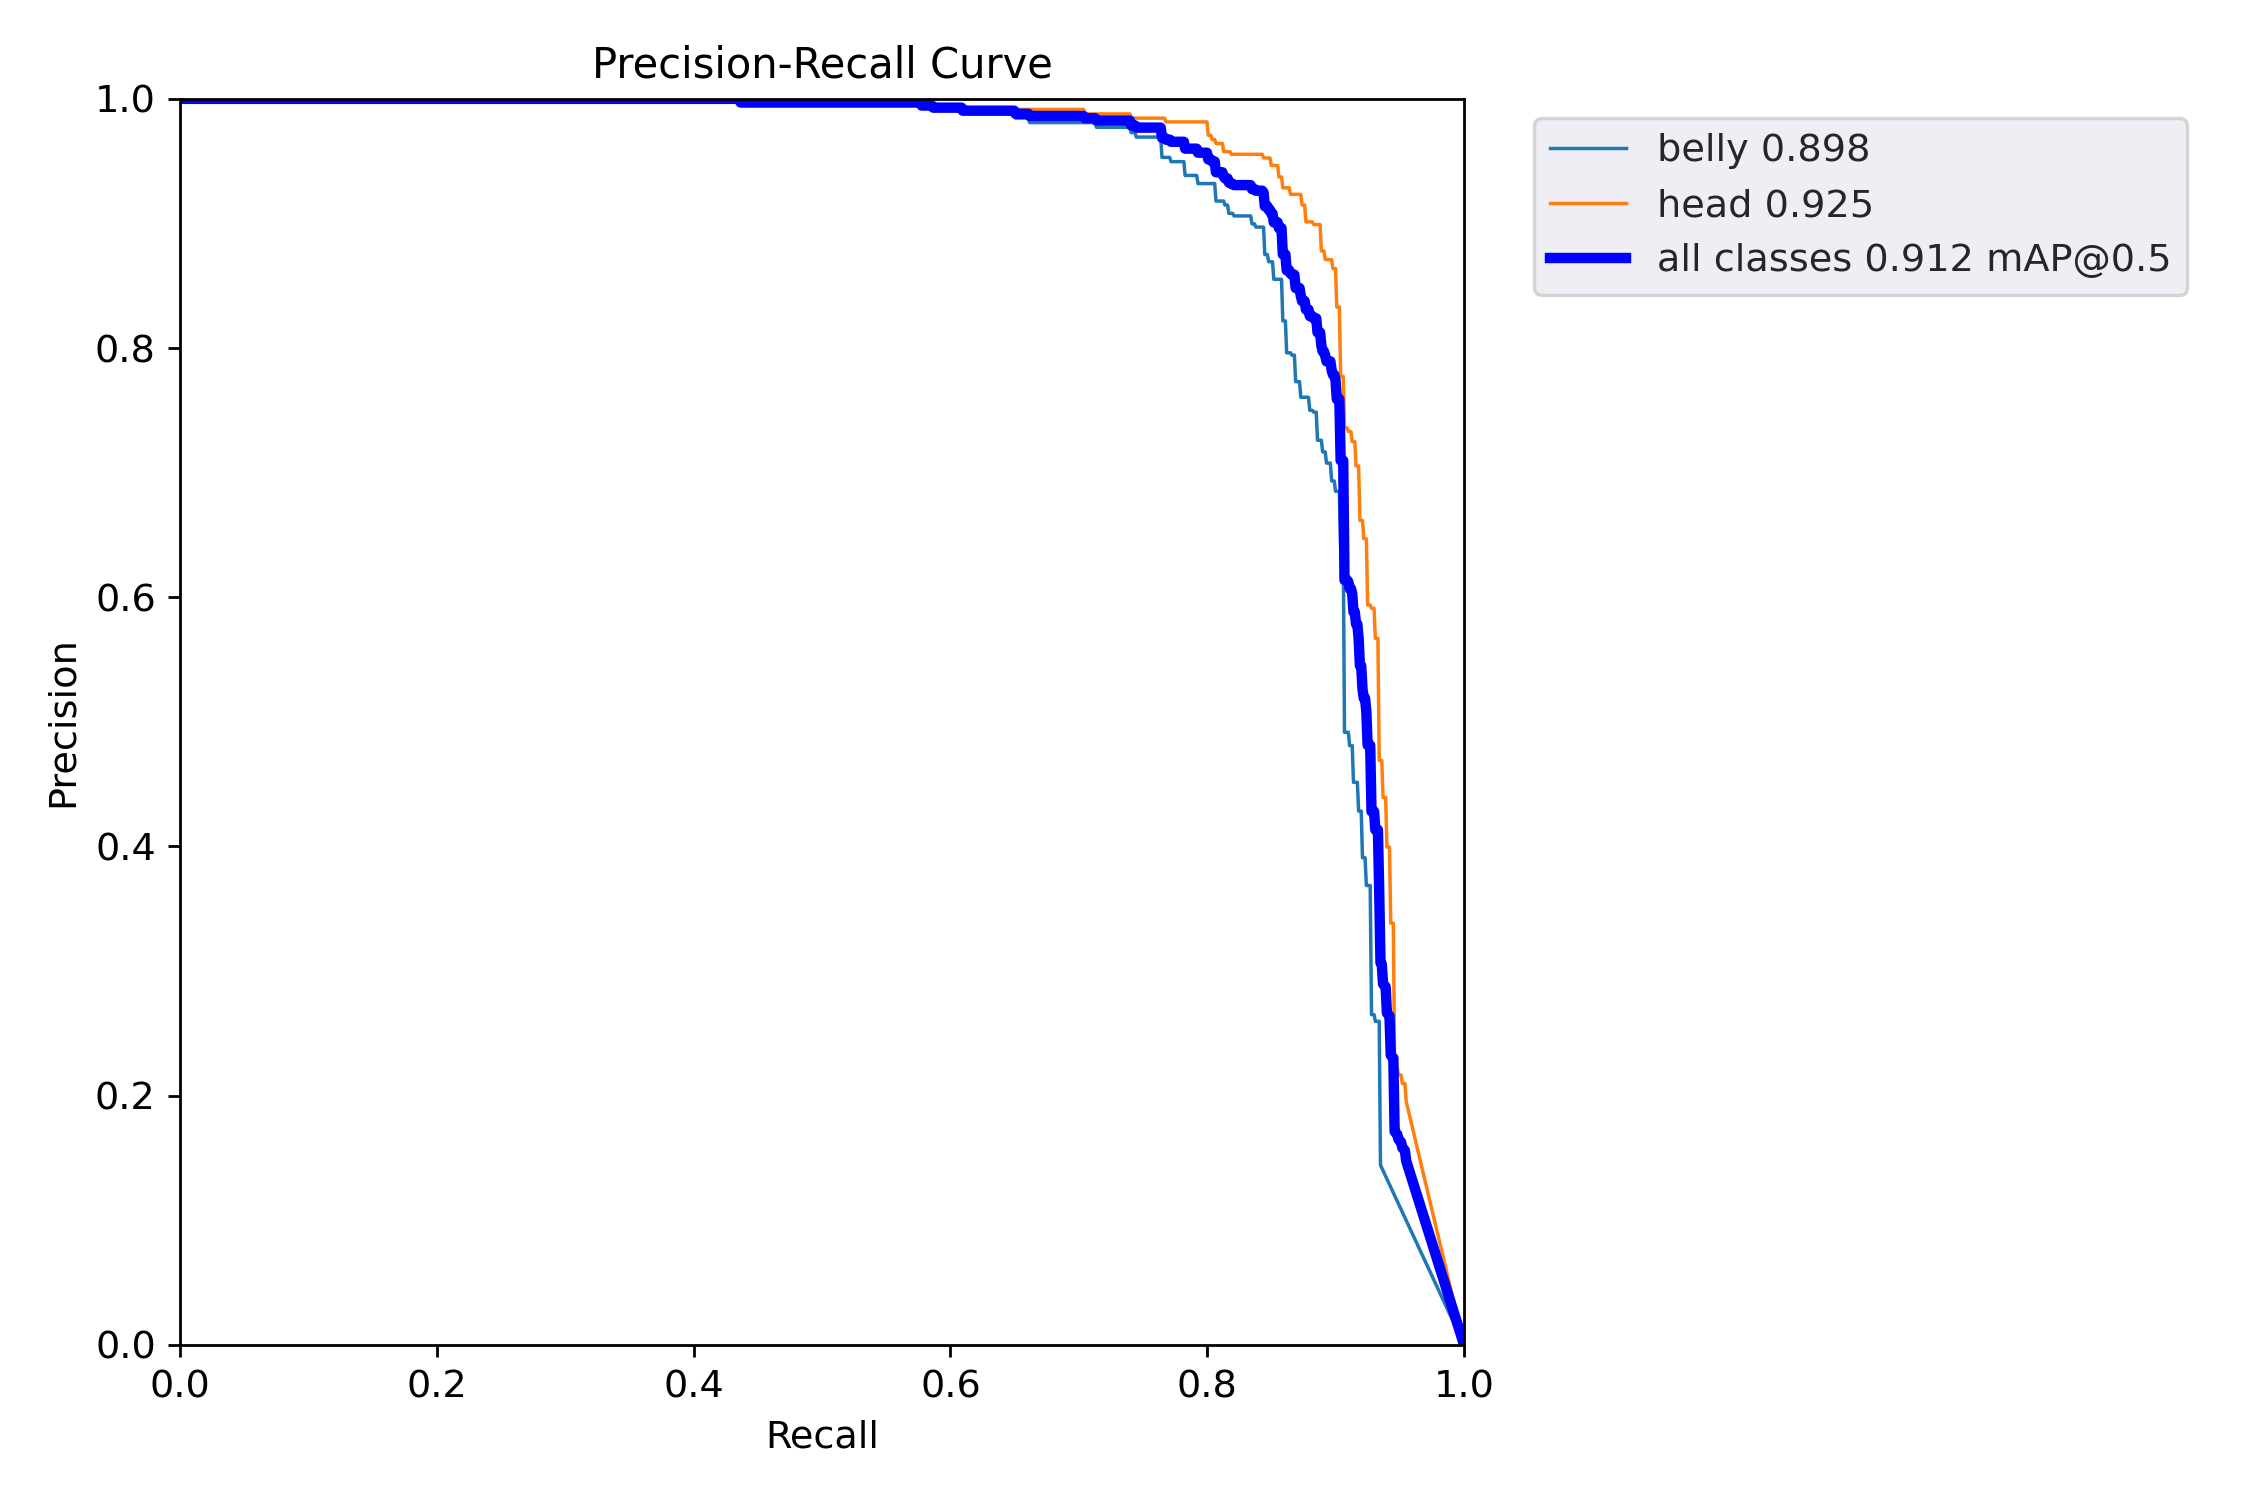 Precision-Recall Curve
1.0
0.8
0.6
0.4
0.2
0.0
Precision
0.0 0.2 0.4 0.6 0.8 1.0
Recall
belly 0.898
head 0.925
all classes 0.912 mAP@0.5